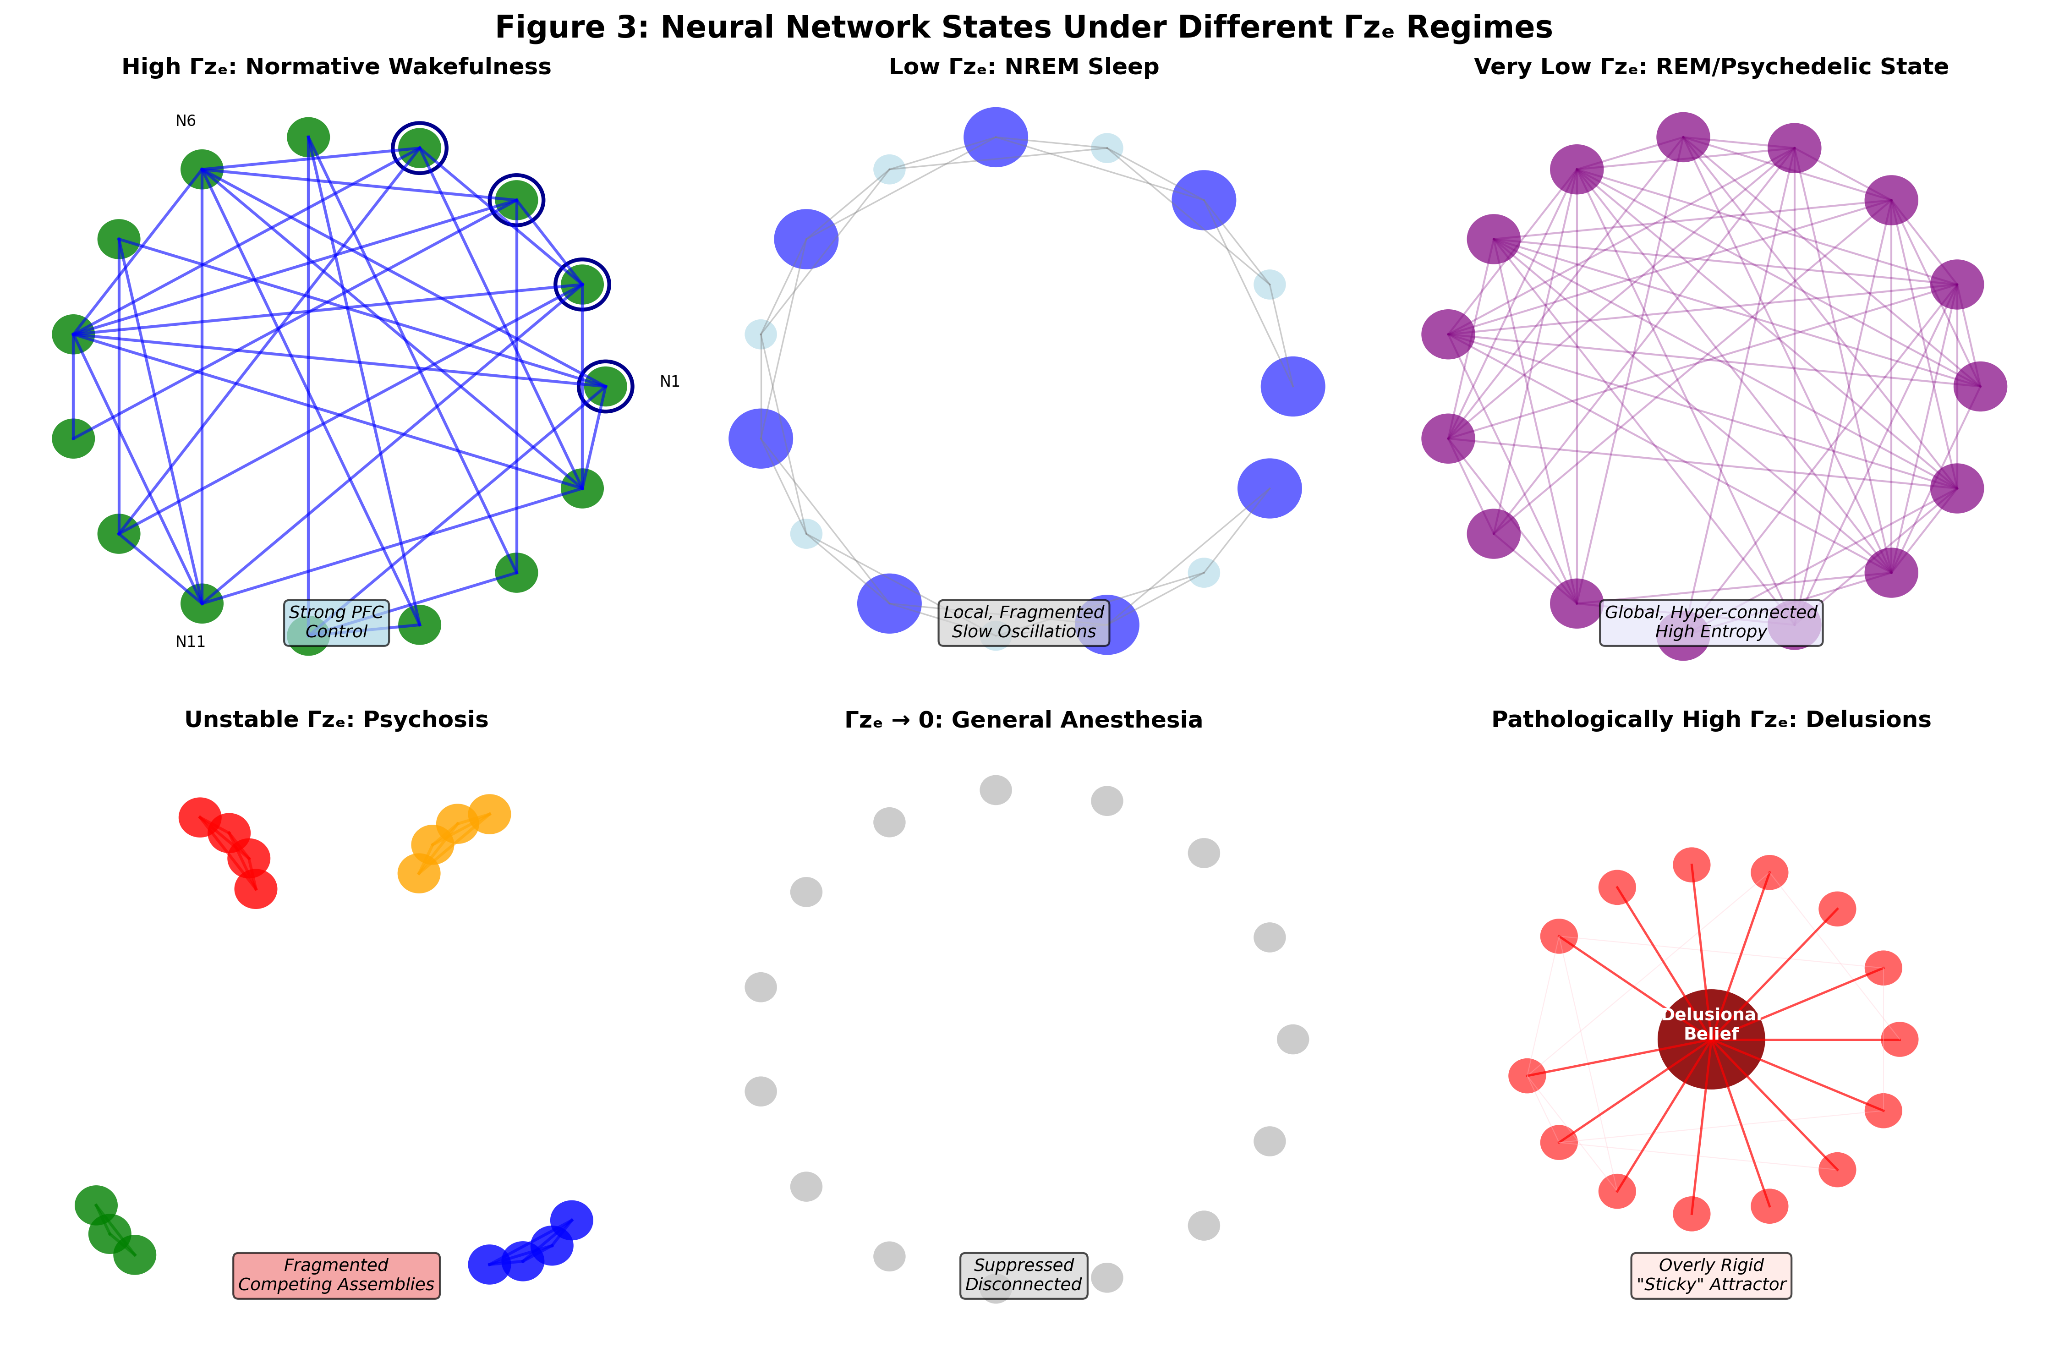 Figure 3: Neural Network States Under Different Γzₑ Regimes
High Γzₑ: Normative Wakefulness
Low Γzₑ: NREM Sleep
Very Low Γzₑ: REM/Psychedelic State
N6
N1
N11
Strong PFC
Control
Local, Fragmented
Slow Oscillations
Global, Hyper-connected
High Entropy
Unstable Γzₑ: Psychosis
Γzₑ → 0: General Anesthesia
Pathologically High Γzₑ: Delusions
Delusional
Belief
Fragmented
Competing Assemblies
Suppressed
Disconnected
Overly Rigid
"Sticky" Attractor